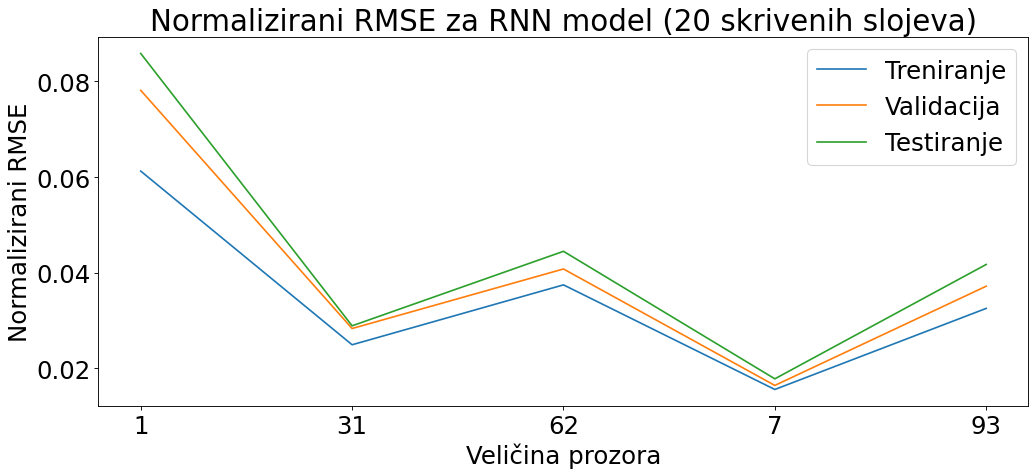 Normalizirani RMSE za RNN model (20 skrivenih slojeva)
Treniranje
Validacija
Testiranje
Normalizirani RMSE
0.08
0.06
0.04
0.02
1
31
62
7
93
Veličina prozora